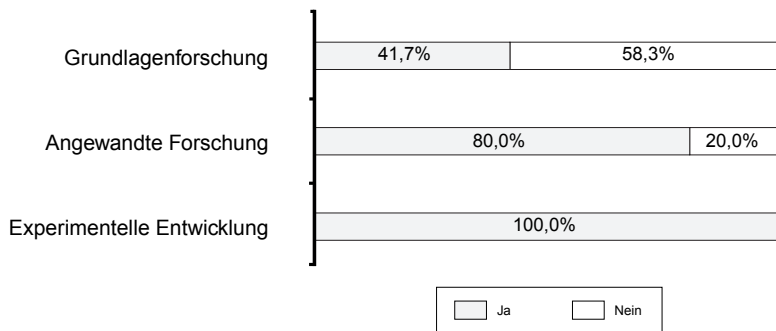 Grundlagenforschung 41,7% 58,3%
Angewandte Forschung 80,0% 20,0%
Experimentelle Entwicklung 100,0%
Ja Nein